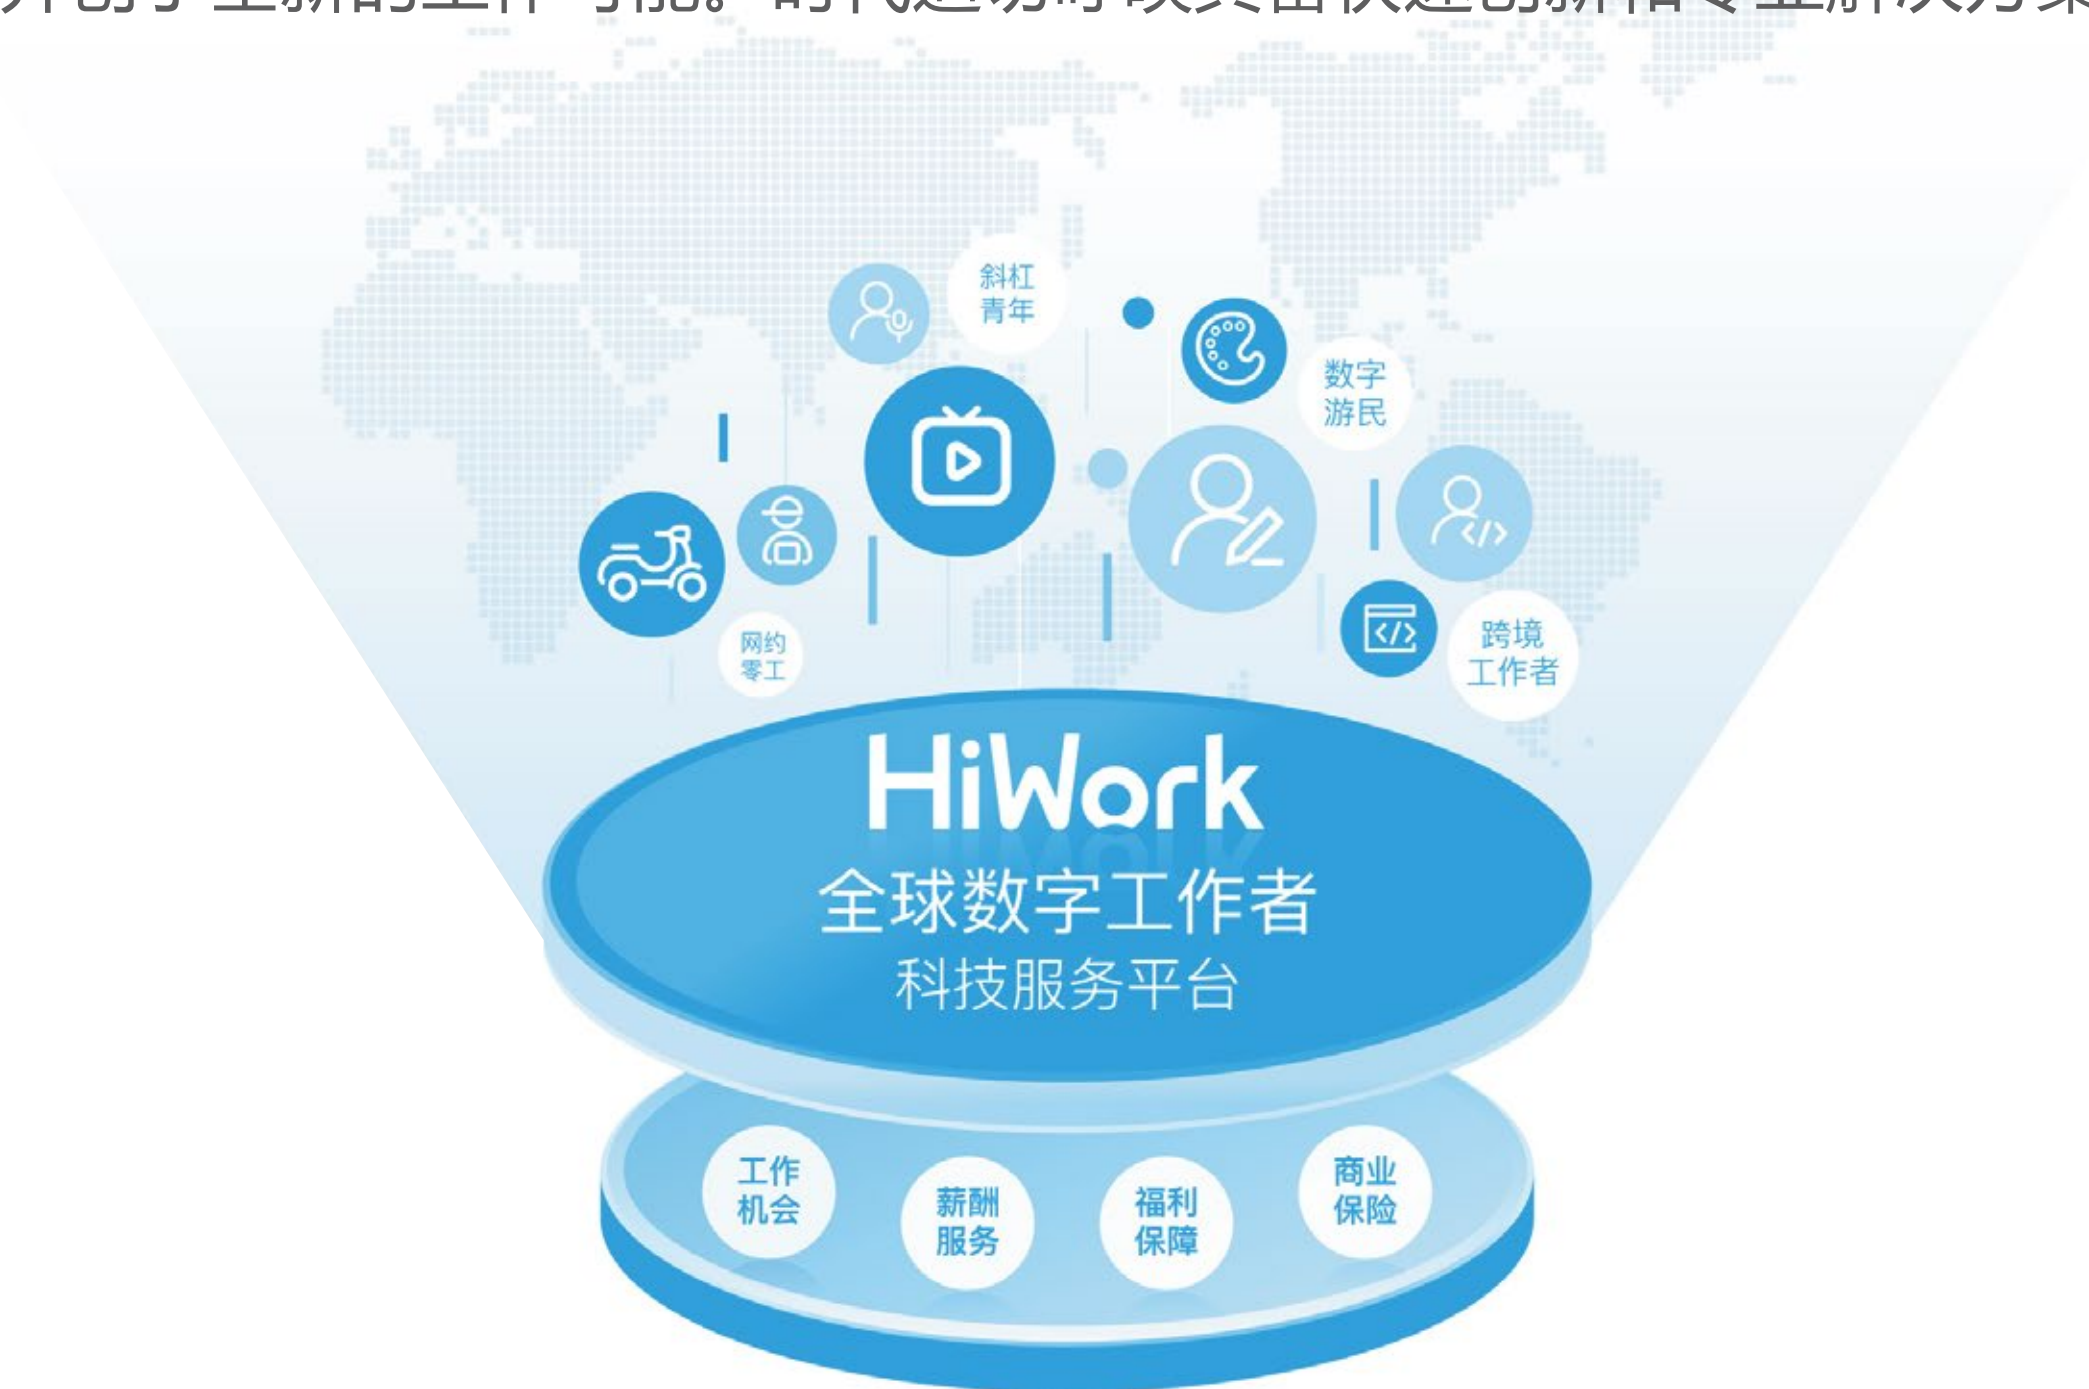 斜杠
青年
数字
游民
网约
零工
跨境
工作者
HiWork
全球数字工作者
科技服务平台
工作
机会
薪酬
服务
福利
保障
商业
保险